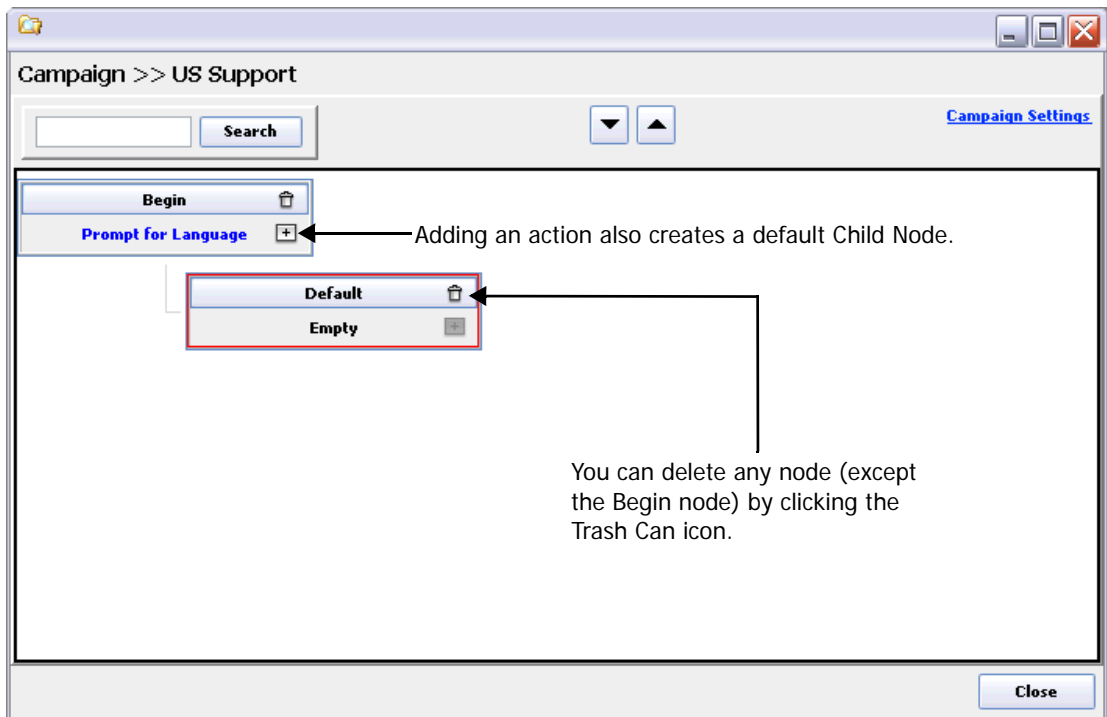 Campaign >> US Support
Search
Campaign Settings
Begin
Prompt for Language
Adding an action also creates a default Child Node.
Default
Empty
You can delete any node (except
the Begin node) by clicking the
Trash Can icon.
Close